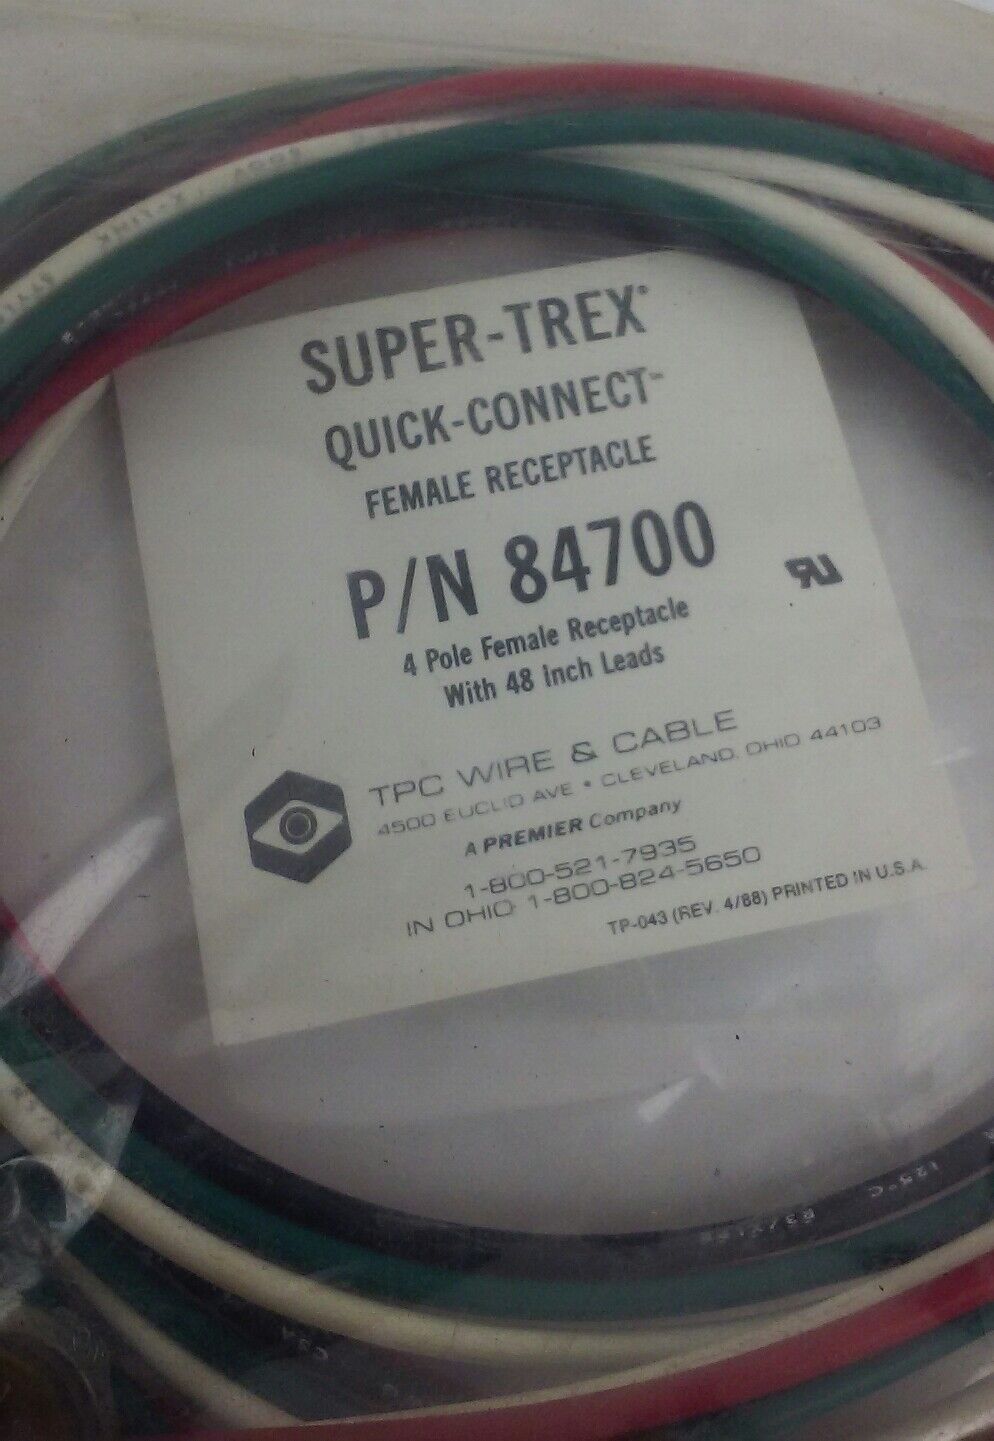 SUPER-TREX®
QUICK-CONNECT™
FEMALE RECEPTACLE
P/N 84700
4 Pole Female Receptacle
With 48 Inch Leads
TPC WIRE & CABLE
4500 EUCLID AVE • CLEVELAND, OHIO 44103
A PREMIER Company
1-800-521-7935
IN OHIO 1-800-824-5650
TP-043 (REV. 4/88) PRINTED IN U.S.A.
125°C
CSA